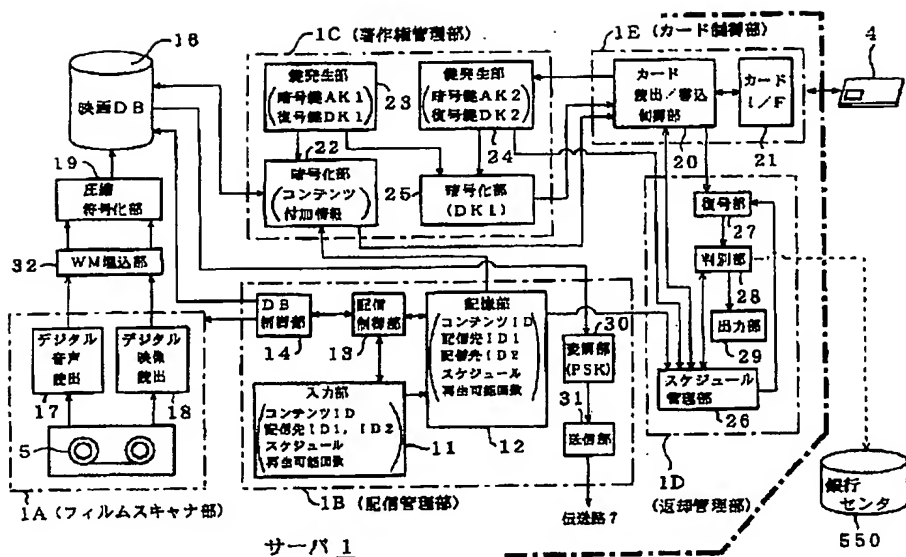 1C(著作権管理部)
1E(カード制御部)
16
映画DB
鍵発生部
(暗号鍵AK1
復号鍵DK1)
23
鍵発生部
(暗号鍵AK2
復号鍵DK2)
24
カード
読出/書込
制御部
20
カード
I/F
21
4
19
圧縮
符号化部
22
暗号化部
(コンテンツ
付加情報)
25
暗号化部
(DK1)
復号部
27
32
WM埋込部
判別部
28
DB
制御部
14
配信
制御部
13
記憶部
(コンテンツID
配信先ID1
配信先ID2
スケジュール
再生可能回数)
12
30
変調部
(PSK)
出力部
29
デジタル
音声
読出
17
デジタル
映像
読出
18
入力部
(コンテンツID
配信先ID1,ID2
スケジュール
再生可能回数)
11
31
送信部
スケジュール
管理部
26
5
1A(フィルムスキャナ部)
1B(配信管理部)
伝送路7
1D
(返却管理部)
銀行
センタ
550
サーバ 1